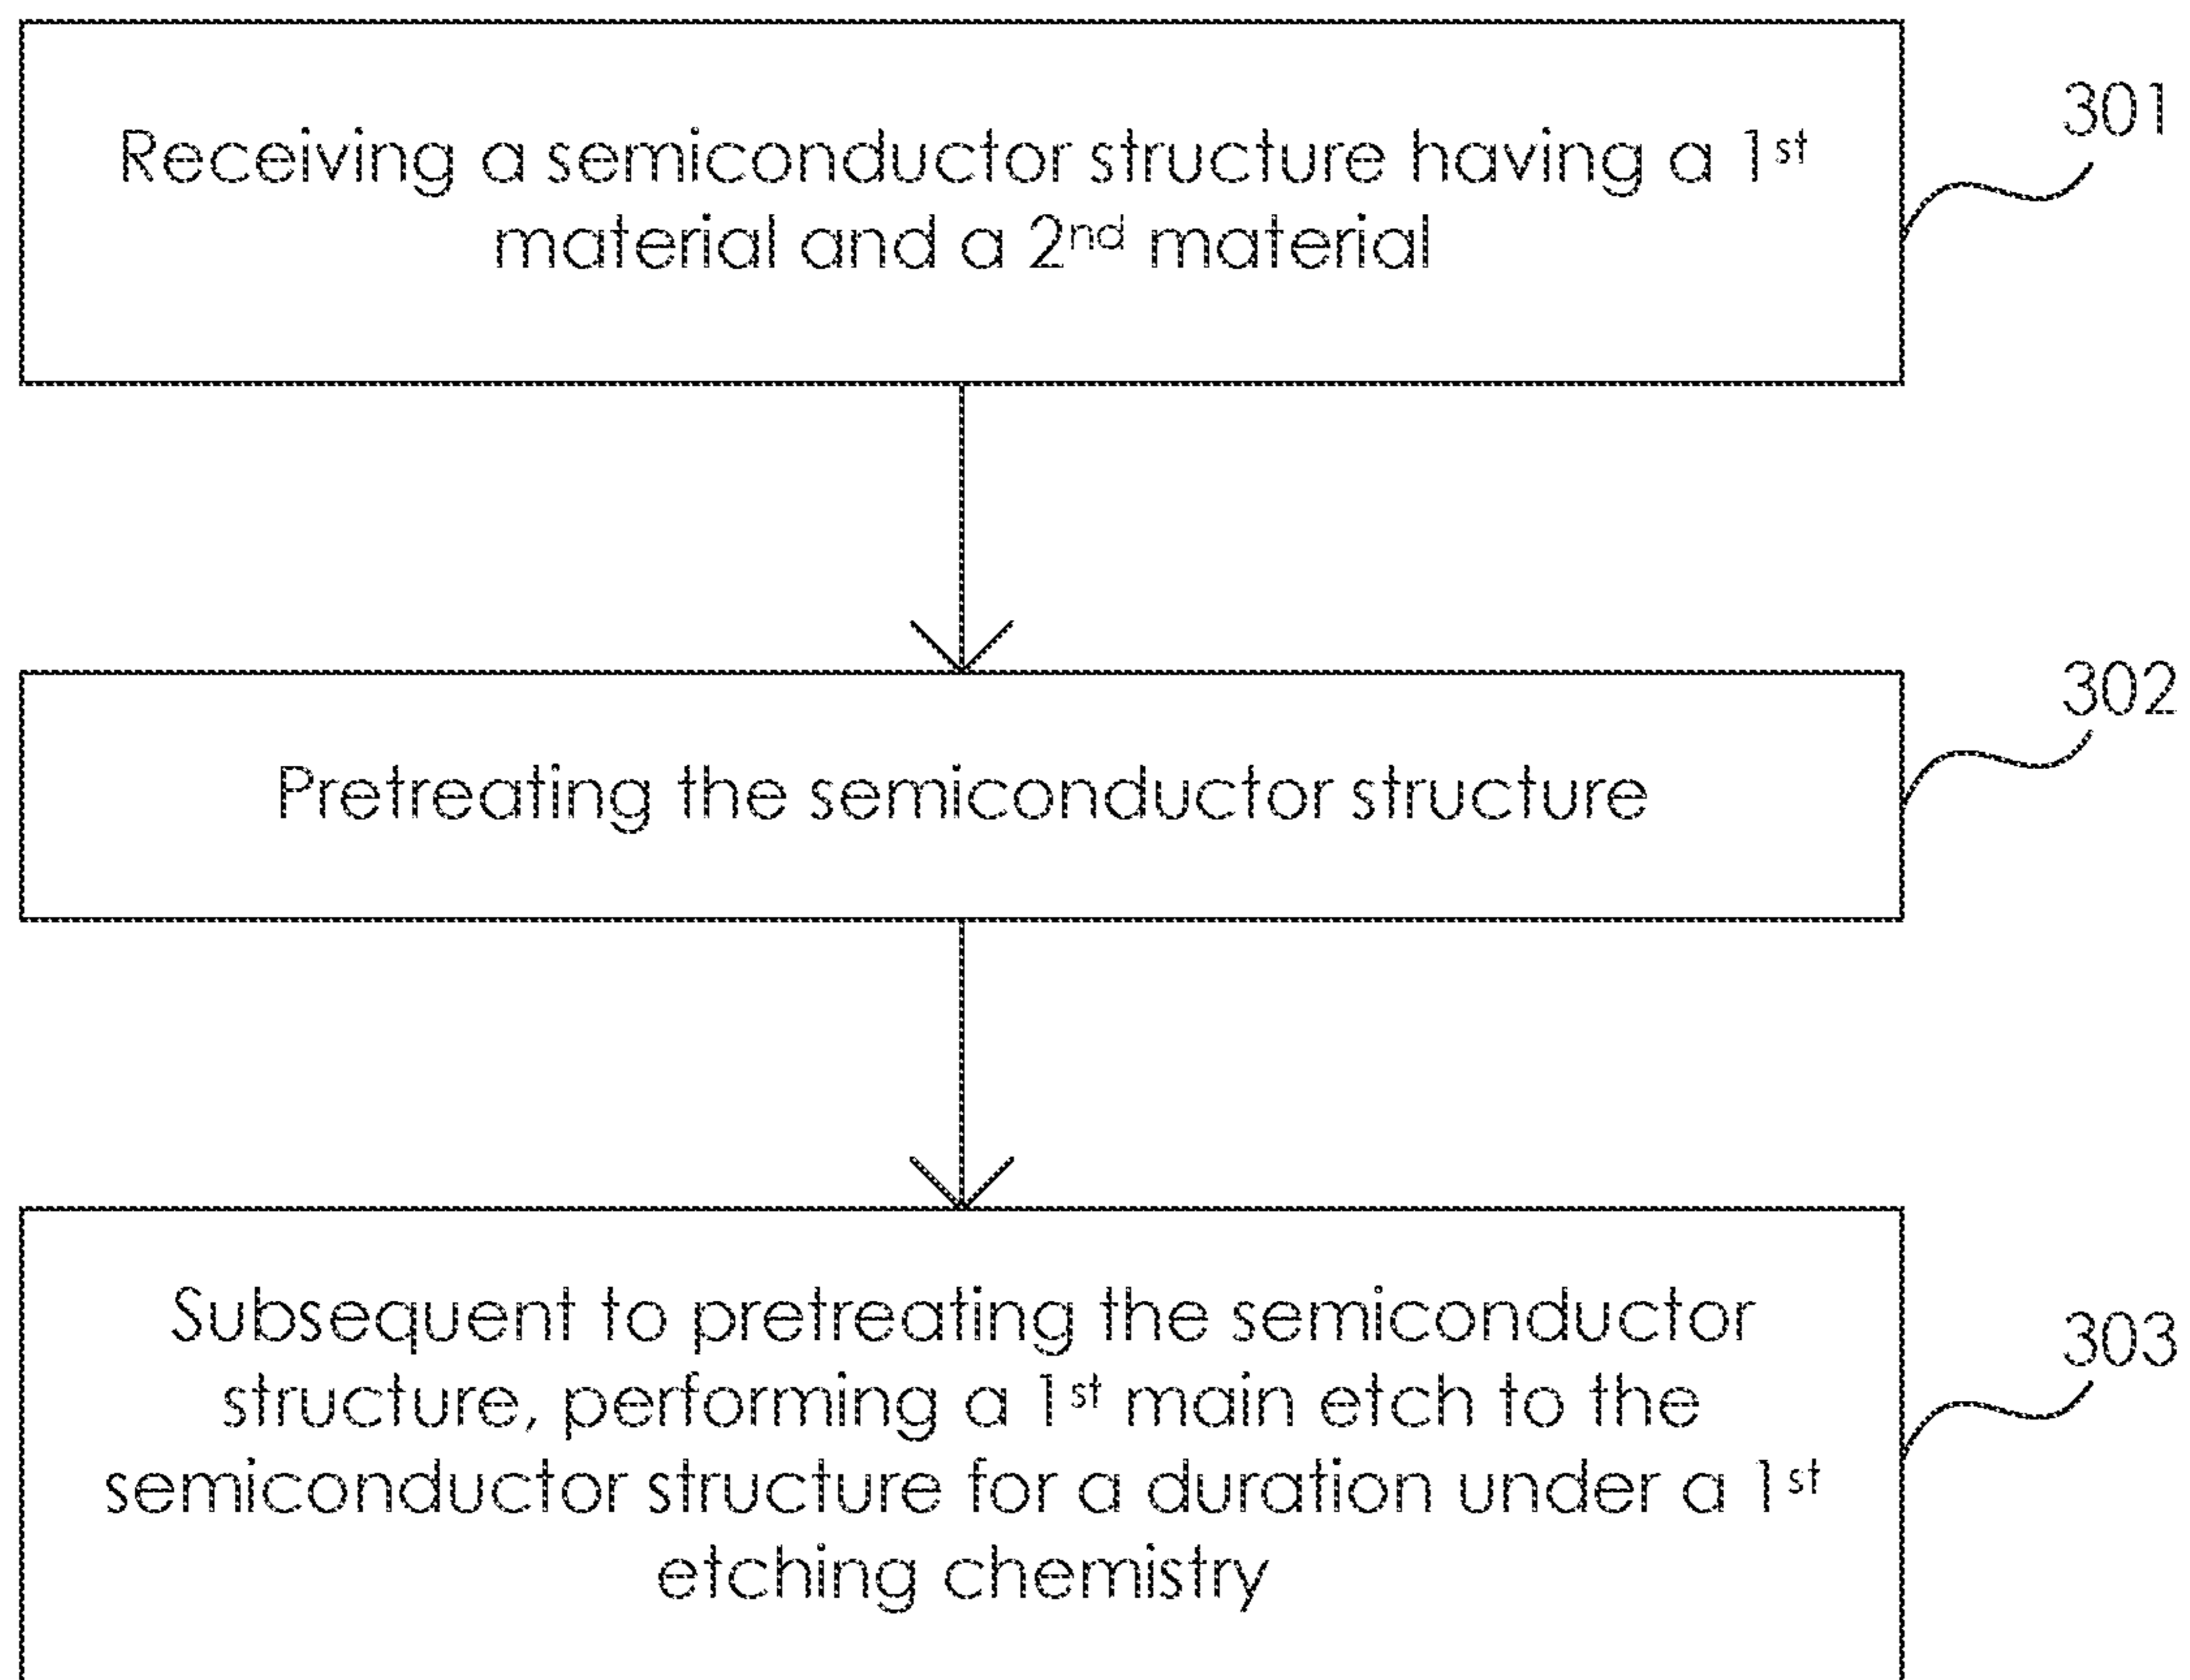 Receiving a semiconductor structure having a 1st
material and a 2nd material
301
Pretreating the semiconductor structure
302
Subsequent to pretreating the semiconductor
structure, performing a 1st main etch to the
semiconductor structure for a duration under a 1st
etching chemistry
303